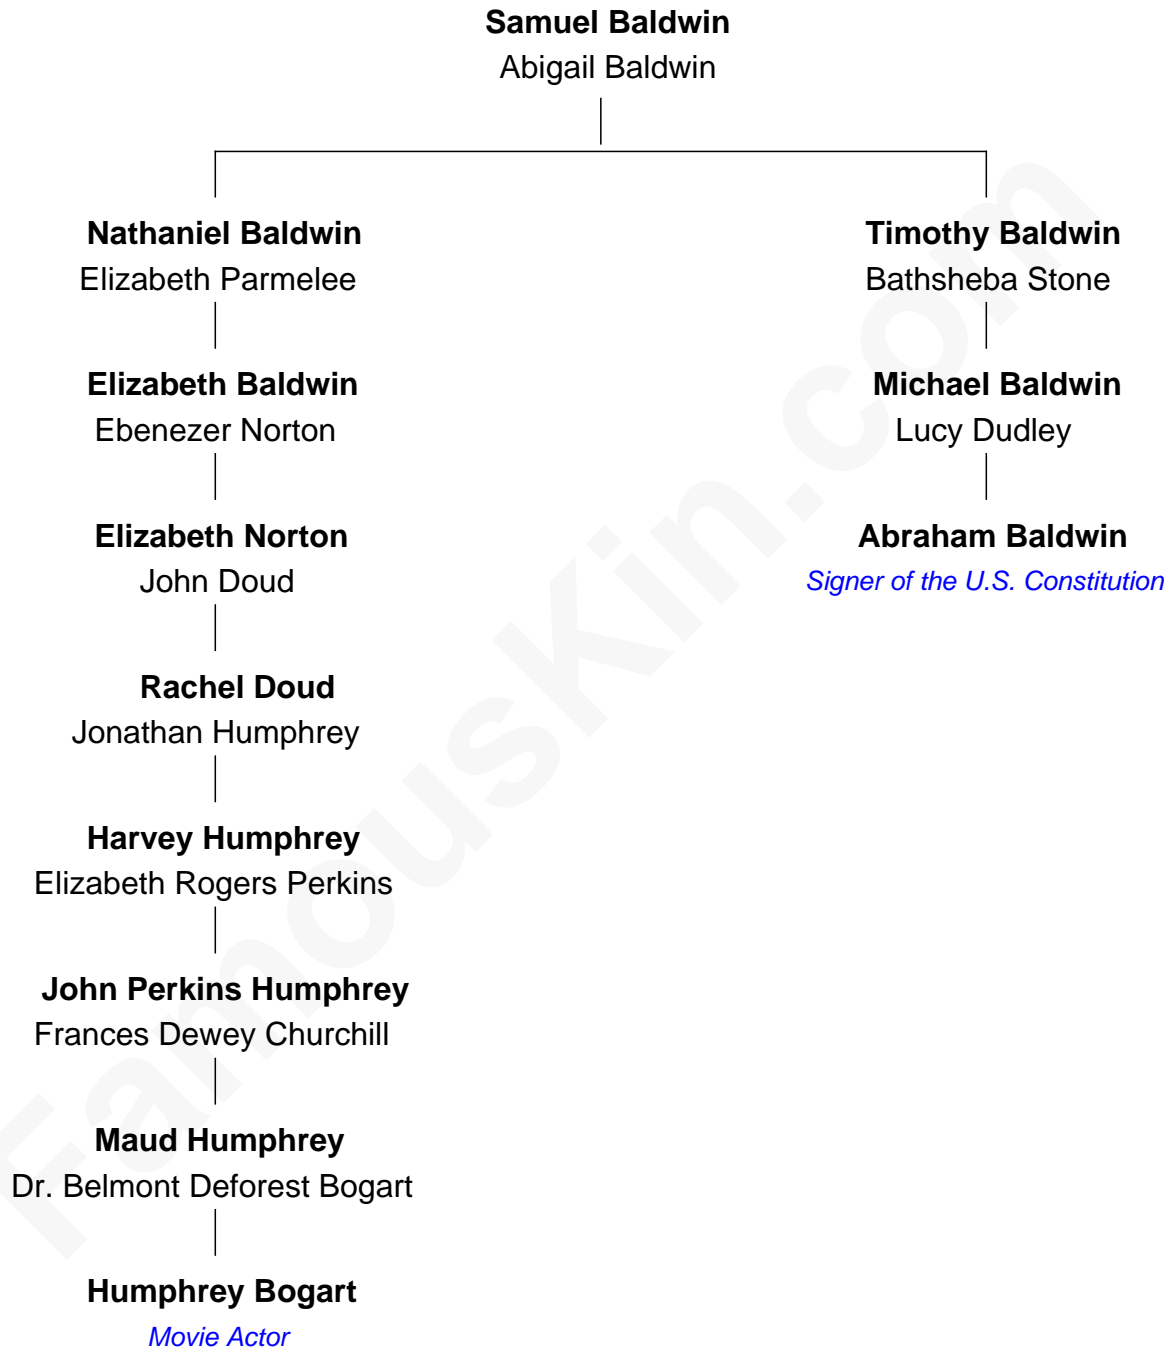 Samuel Baldwin
Abigail Baldwin
Nathaniel Baldwin
Elizabeth Parmelee
Timothy Baldwin
Bathsheba Stone
Elizabeth Baldwin
Ebenezer Norton
Michael Baldwin
Lucy Dudley
Elizabeth Norton
John Doud
Abraham Baldwin
Signer of the U.S. Constitution
Rachel Doud
Jonathan Humphrey
Harvey Humphrey
Elizabeth Rogers Perkins
John Perkins Humphrey
Frances Dewey Churchill
Maud Humphrey
Dr. Belmont Deforest Bogart
Humphrey Bogart
Movie Actor
FamousKin.com